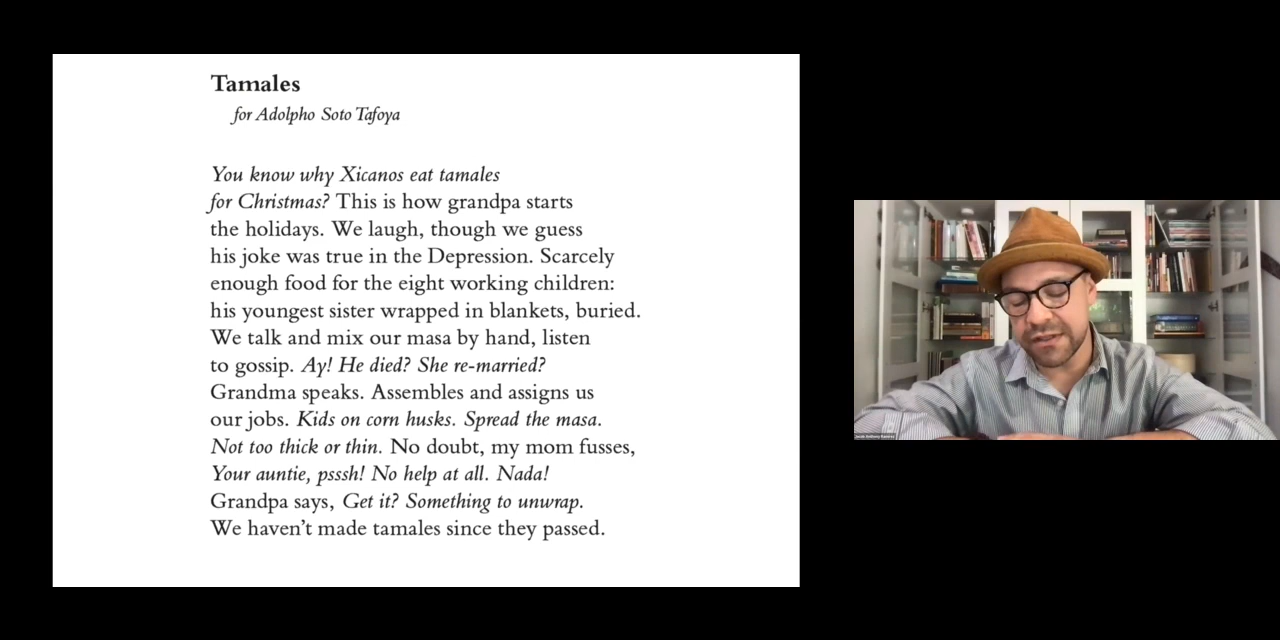 Tamales
for Adolpho Soto Tafoya
You know why Xicanos eat tamales
for Christmas? This is how grandpa starts
the holidays. We laugh, though we guess
his joke was true in the Depression. Scarcely
enough food for the eight working children:
his youngest sister wrapped in blankets, buried.
We talk and mix our masa by hand, listen
to gossip. Ay! He died? She re-married?
Grandma speaks. Assembles and assigns us
our jobs. Kids on corn husks. Spread the masa.
Not too thick or thin. No doubt, my mom fusses,
Your auntie, psssh! No help at all. Nada!
Grandpa says, Get it? Something to unwrap.
We haven't made tamales since they passed.